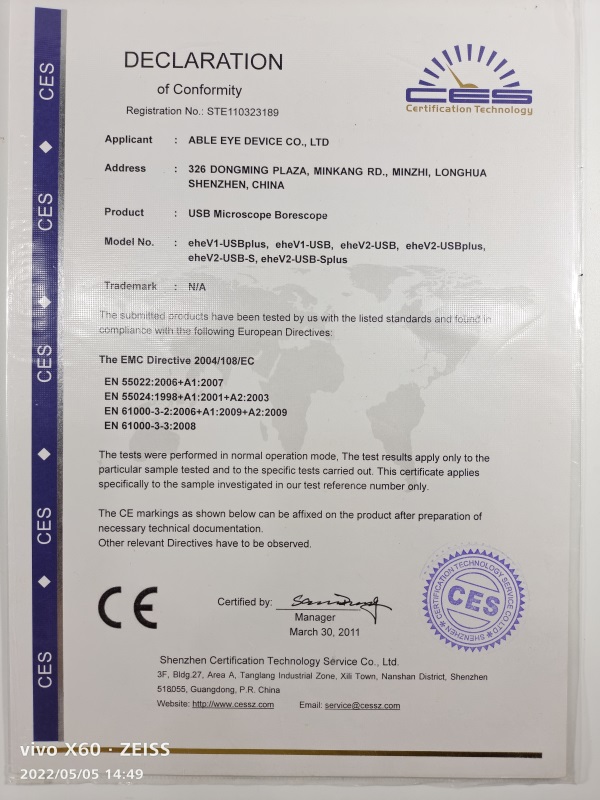 DECLARATION
of Conformity
Registration No.: STE110323189
CES
Certification Technology
Applicant : ABLE EYE DEVICE CO., LTD
Address : 326 DONGMING PLAZA, MINKANG RD., MINZHI, LONGHUA
SHENZHEN, CHINA
Product : USB Microscope Borescope
Model No. : eheV1-USBplus, eheV1-USB, eheV2-USB, eheV2-USBplus,
eheV2-USB-S, eheV2-USB-Splus
Trademark : N/A
The submitted products have been tested by us with the listed standards and found in
compliance with the following European Directives:
The EMC Directive 2004/108/EC
EN 55022:2006+A1:2007
EN 55024:1998+A1:2001+A2:2003
EN 61000-3-2:2006+A1:2009+A2:2009
EN 61000-3-3:2008
The tests were performed in normal operation mode, The test results apply only to the
particular sample tested and to the specific tests carried out. This certificate applies
specifically to the sample investigated in our test reference number only.
The CE markings as shown below can be affixed on the product after preparation of
necessary technical documentation.
Other relevant Directives have to be observed.
CE
Certified by:
Manager
March 30, 2011
CERTIFICATION TECHNOLOGY SERVICE CO LTD
CES
SHENZHEN
Shenzhen Certification Technology Service Co., Ltd.
3F, Bldg.27, Area A, Tanglang Industrial Zone, Xili Town, Nanshan District, Shenzhen
518055, Guangdong, P.R. China
Website: http://www.cessz.com Email: service@cessz.com
CES
CES
CES
CES
CES
vivo X60 · ZEISS
2022/05/05 14:49